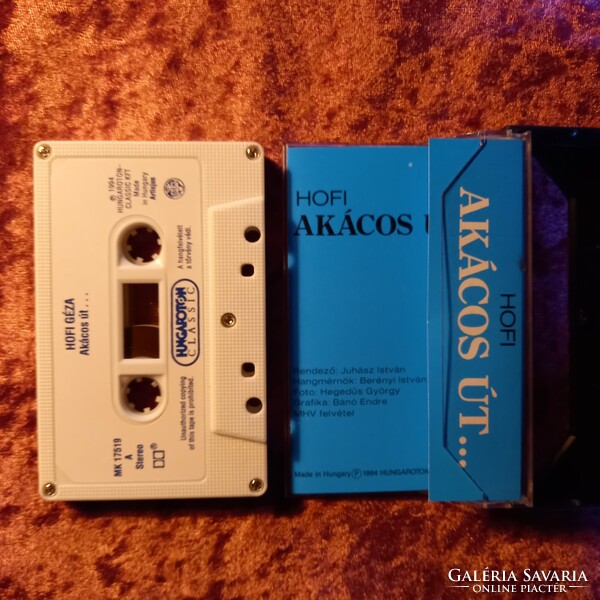 HOFI GÉZA
Akácos út...
MK 17519
A
Stereo
Unauthorized copying
of this tape is prohibited.
HUNGAROTON
CLASSIC
A hangfelvételt
a törvény védi.
℗ 1994
HUNGAROTON-
CLASSIC KFT
Made
in Hungary
Artisjus
HOFI
AKÁCOS Ú
Rendező: Juhász István
Hangmérnök: Berényi István
Foto: Hegedűs György
Grafika: Bánó Endre
MHV felvétel
Made in Hungary ℗ 1994 HUNGAROTON
HOFI
AKÁCOS ÚT...
GALÉRIA SAVARIA
ONLINE PIACTÉR